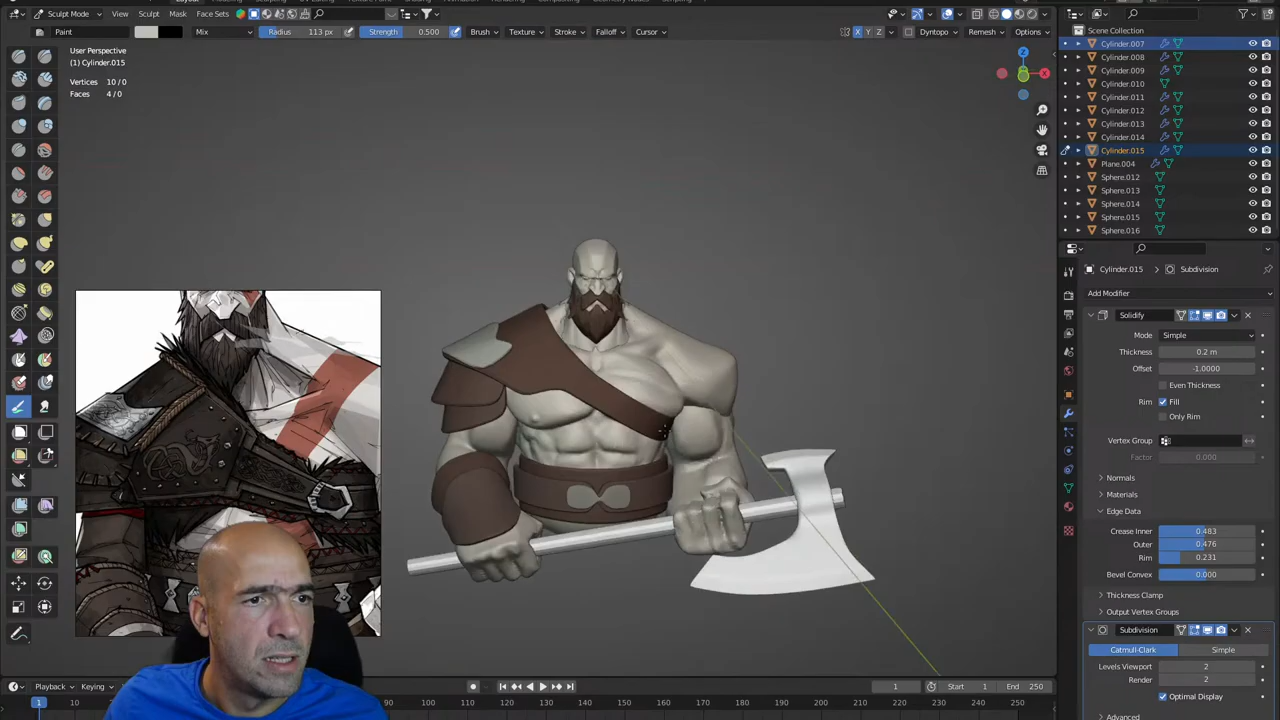 Sculpt Mode View Sculpt Mask Face Sets
Paint Mix Radius 113 px Strength 0.500 Brush Texture Stroke Falloff Cursor X Y Z Dyntopo Remesh Options
User Perspective
(1) Cylinder.015
Vertices 10/0
Faces 4/0
Z
X
Scene Collection
Cylinder.007
Cylinder.008
Cylinder.009
Cylinder.010
Cylinder.011
Cylinder.012
Cylinder.013
Cylinder.014
Cylinder.015
Plane.004
Sphere.012
Sphere.013
Sphere.014
Sphere.015
Sphere.016
Cylinder.015 > Subdivision
Add Modifier
Solidify
Mode Simple
Thickness 0.2 m
Offset -1.0000
Even Thickness
Rim Fill
Only Rim
Vertex Group
Factor 0.000
Normals
Materials
Edge Data
Crease Inner 0.483
Outer 0.476
Rim 0.231
Bevel Convex 0.000
Thickness Clamp
Output Vertex Groups
Subdivision
Catmull-Clark Simple
Levels Viewport 2
Render 2
Optimal Display
Advanced
Playback Keying 1 Start 1 End 250
1 10 70 80 90 100 110 120 130 140 150 160 170 180 190 200 210 220 230 240 250